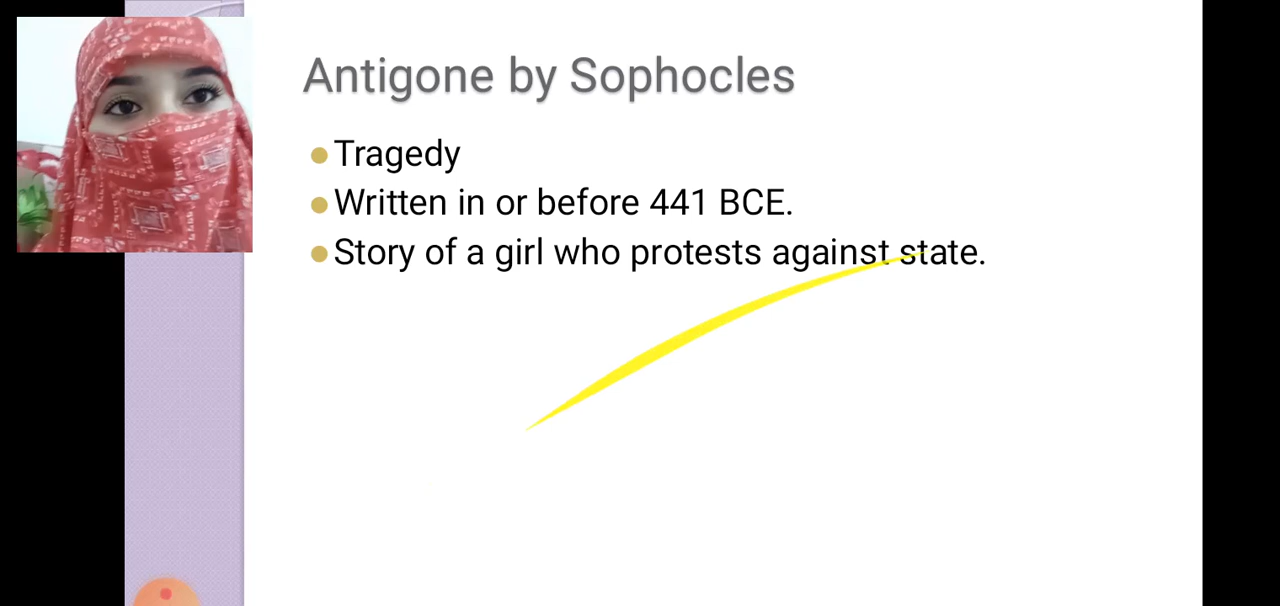 Antigone by Sophocles
Tragedy
Written in or before 441 BCE.
Story of a girl who protests against state.